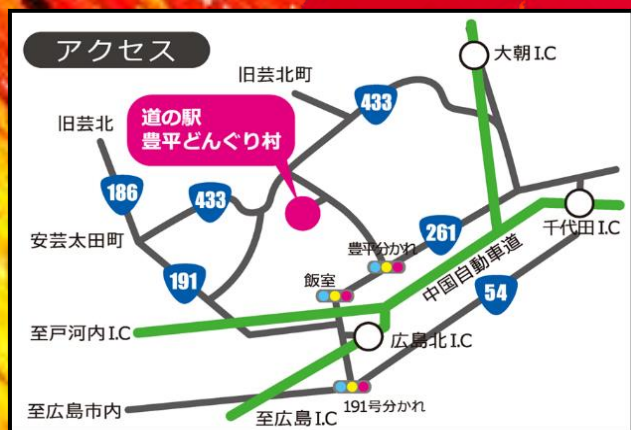 アクセス
大朝I.C
旧芸北町
433
道の駅
豊平どんぐり村
旧芸北
186
433
261
千代田I.C
安芸太田町
豊平分かれ
中国自動車道
191
飯室
54
至戸河内I.C
広島北I.C
至広島市内
至広島I.C
191号分かれ